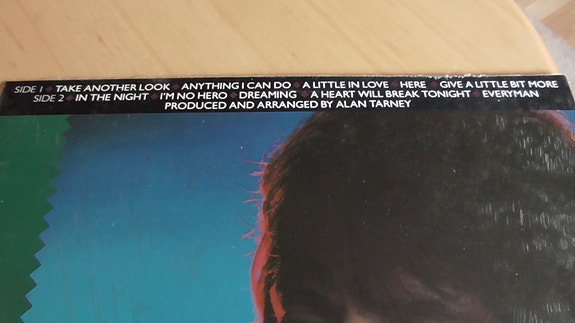 SIDE 1 ◆ TAKE ANOTHER LOOK ◆ ANYTHING I CAN DO ◆ A LITTLE IN LOVE ◆ HERE ◆ GIVE A LITTLE BIT MORE
SIDE 2 ◆ IN THE NIGHT ◆ I'M NO HERO ◆ DREAMING ◆ A HEART WILL BREAK TONIGHT ◆ EVERYMAN
PRODUCED AND ARRANGED BY ALAN TARNEY